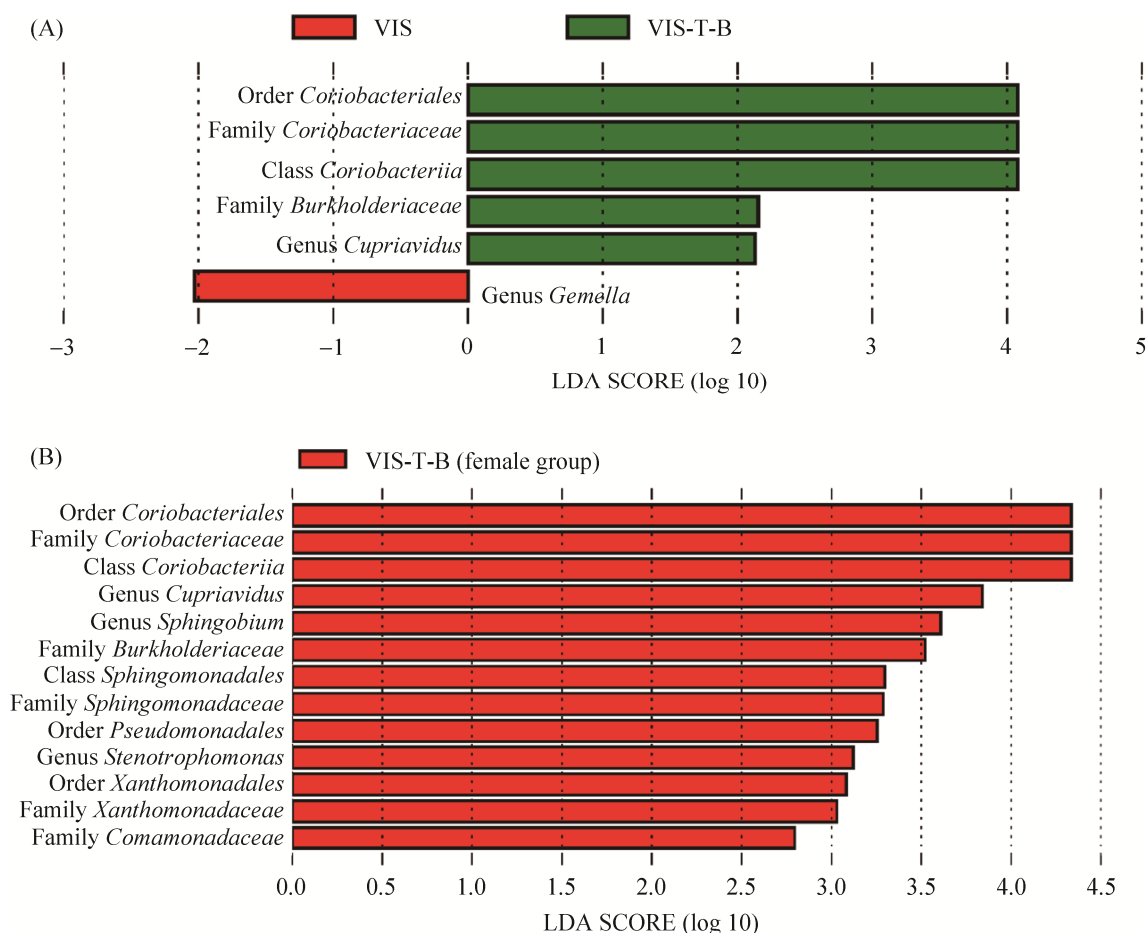 (A) VIS VIS-T-B
Order Coriobacteriales
Family Coriobacteriaceae
Class Coriobacteriia
Family Burkholderiaceae
Genus Cupriavidus
Genus Gemella
−3 −2 −1 0 1 2 3 4 5
LDA SCORE (log 10)
(B) VIS-T-B (female group)
Order Coriobacteriales
Family Coriobacteriaceae
Class Coriobacteriia
Genus Cupriavidus
Genus Sphingobium
Family Burkholderiaceae
Class Sphingomonadales
Family Sphingomonadaceae
Order Pseudomonadales
Genus Stenotrophomonas
Order Xanthomonadales
Family Xanthomonadaceae
Family Comamonadaceae
0.0 0.5 1.0 1.5 2.0 2.5 3.0 3.5 4.0 4.5
LDA SCORE (log 10)